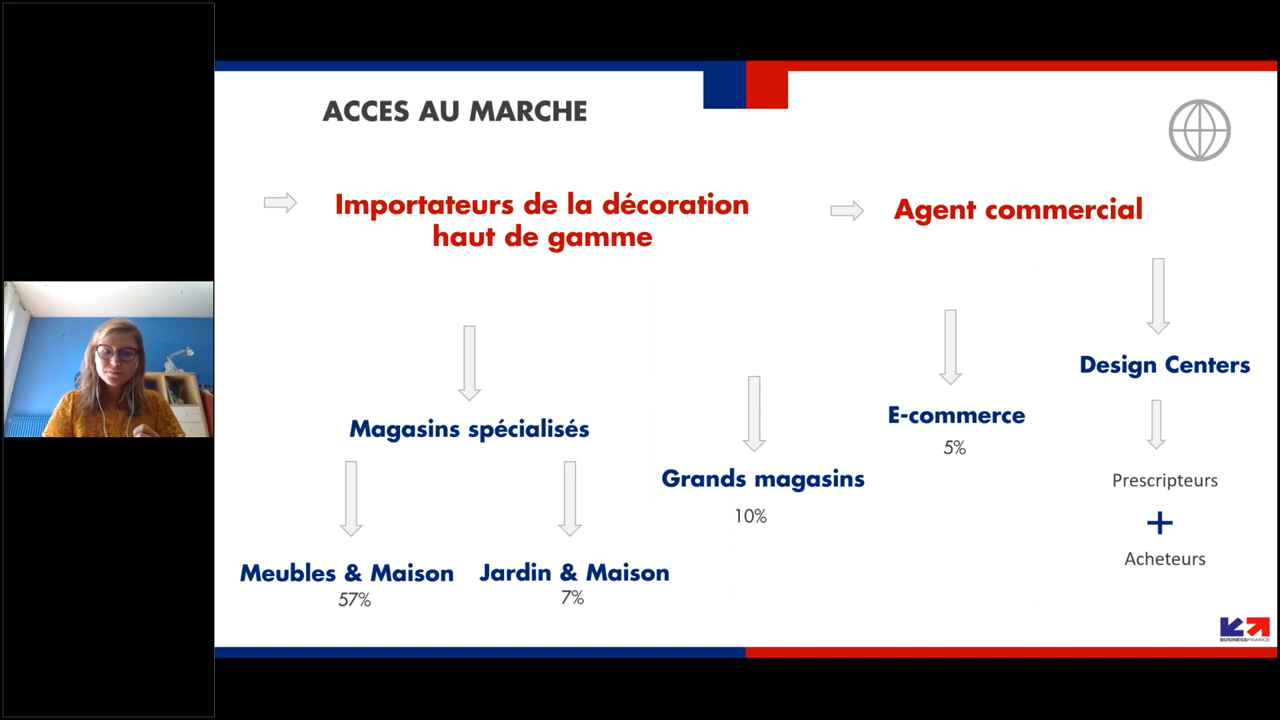 ACCES AU MARCHE
Importateurs de la décoration
haut de gamme
Agent commercial
Design Centers
E-commerce
5%
Magasins spécialisés
Grands magasins
10%
Prescripteurs
+
Acheteurs
Meubles & Maison
57%
Jardin & Maison
7%
BUSINESSFRANCE